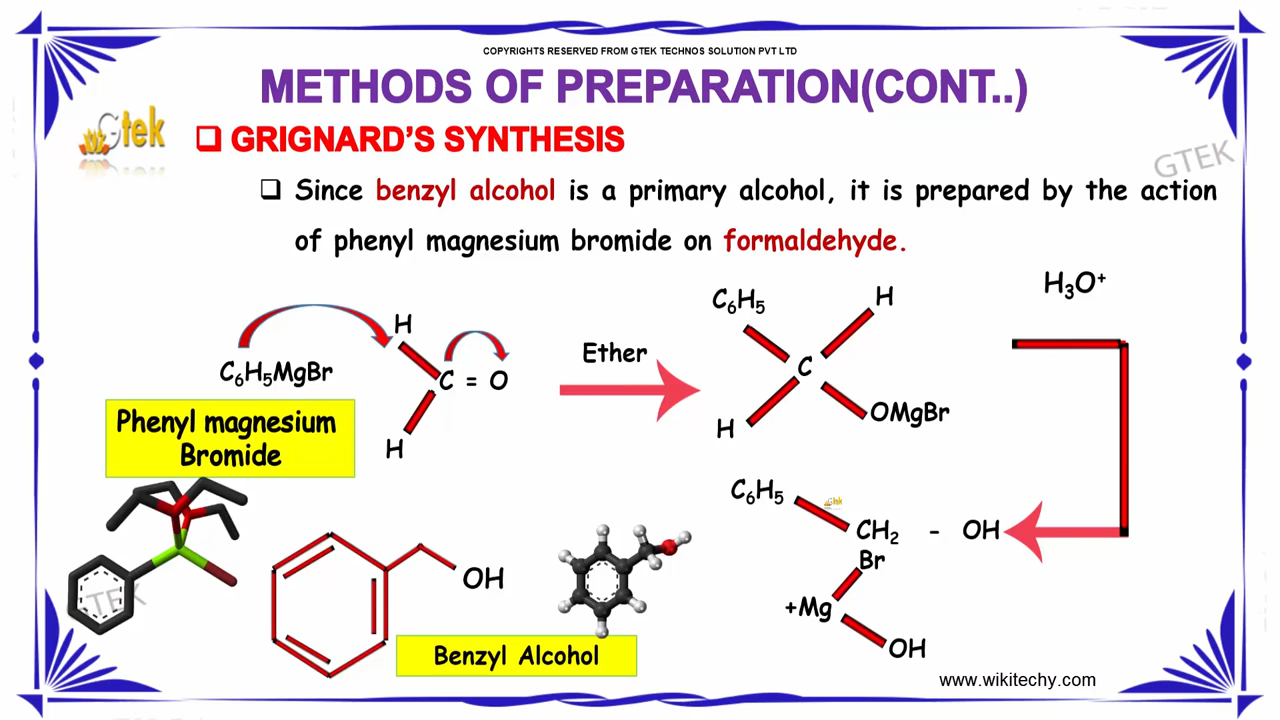 COPYRIGHTS RESERVED FROM GTEK TECHNOS SOLUTION PVT LTD
METHODS OF PREPARATION(CONT..)
Gtek
❑ GRIGNARD’S SYNTHESIS
GTEK
❑ Since benzyl alcohol is a primary alcohol, it is prepared by the action
of phenyl magnesium bromide on formaldehyde.
H₃O⁺
C₆H₅ H
H
Ether
C₆H₅MgBr
C = O
C
OMgBr
H
H
Phenyl magnesium
Bromide
C₆H₅
Gtek
CH₂ - OH
Br
+Mg
OH
OH
GTEK
Benzyl Alcohol
www.wikitechy.com